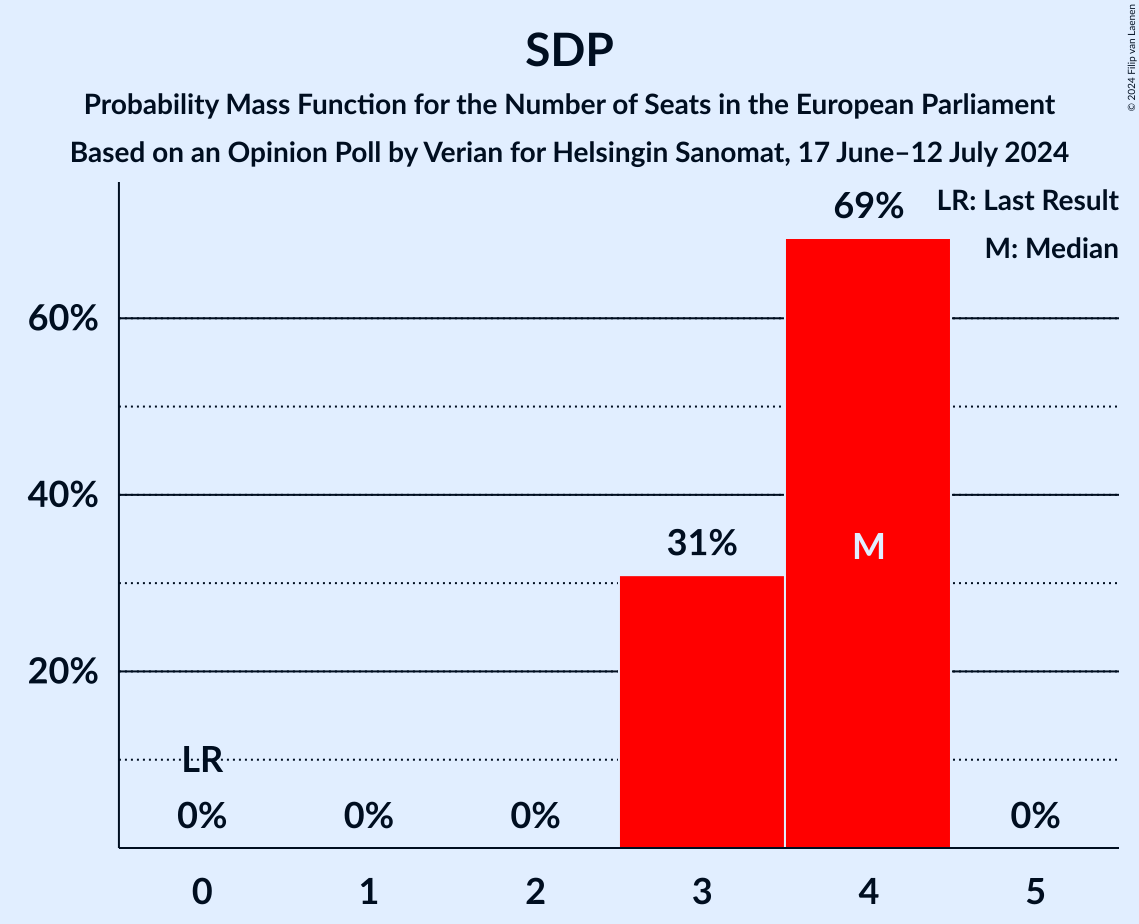 SDP
Probability Mass Function for the Number of Seats in the European Parliament
Based on an Opinion Poll by Verian for Helsingin Sanomat, 17 June–12 July 2024
© 2024 Filip van Laenen
LR: Last Result
M: Median
69%
60%
40%
31%
M
20%
LR
0%
0%
0%
0%
0
1
2
3
4
5